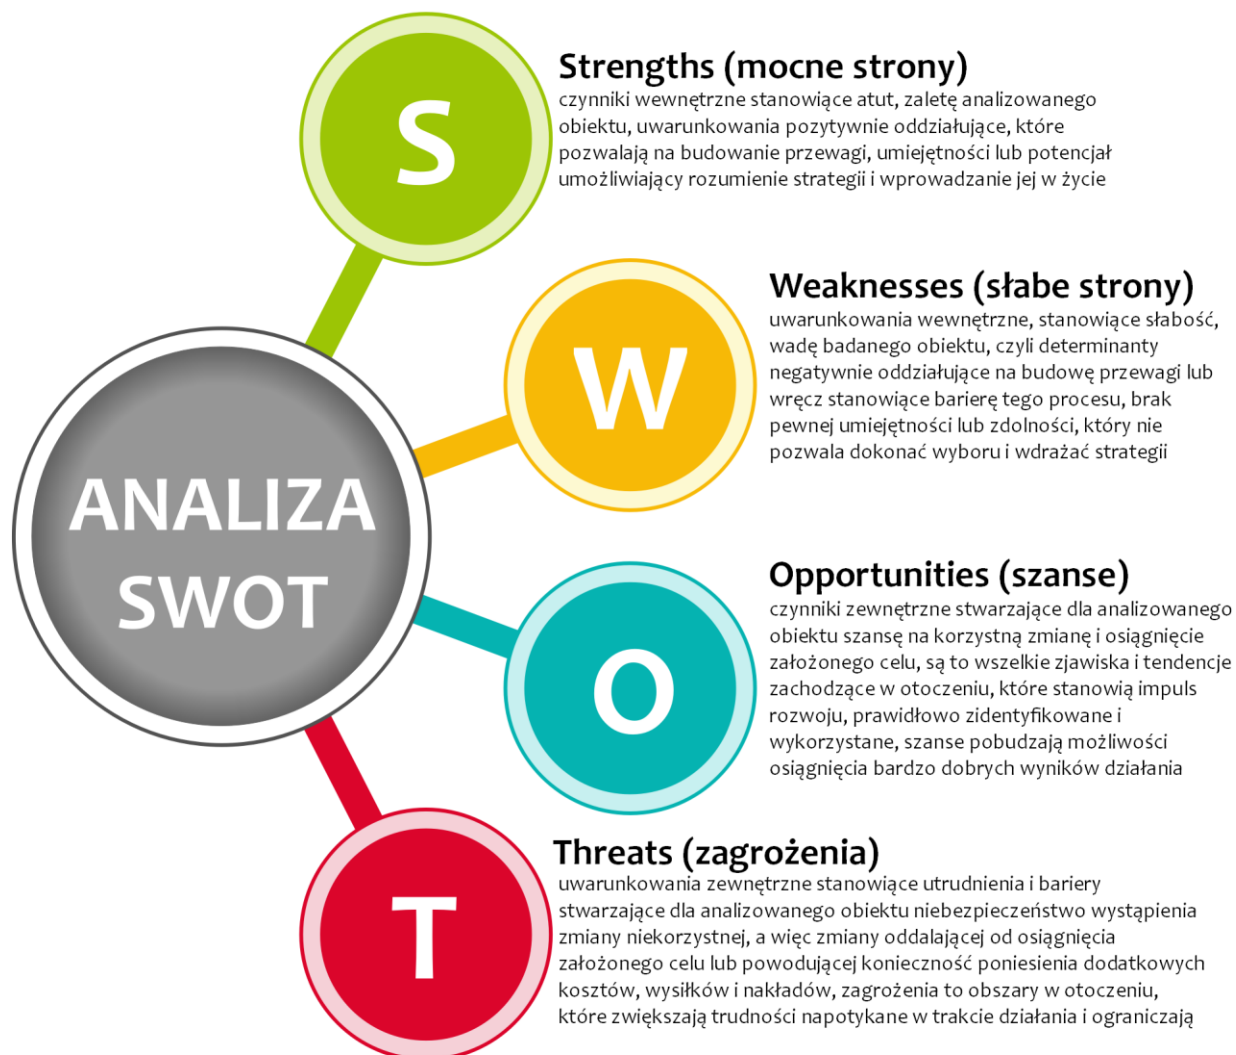 S
Strengths (mocne strony)
czynniki wewnętrzne stanowiące atut, zaletę analizowanego
obiektu, uwarunkowania pozytywnie oddziałujące, które
pozwalają na budowanie przewagi, umiejętności lub potencjał
umożliwiający rozumienie strategii i wprowadzanie jej w życie
W
Weaknesses (słabe strony)
uwarunkowania wewnętrzne, stanowiące słabość,
wadę badanego obiektu, czyli determinanty
negatywnie oddziałujące na budowę przewagi lub
wręcz stanowiące barierę tego procesu, brak
pewnej umiejętności lub zdolności, który nie
pozwala dokonać wyboru i wdrażać strategii
ANALIZA
SWOT
O
Opportunities (szanse)
czynniki zewnętrzne stwarzające dla analizowanego
obiektu szansę na korzystną zmianę i osiągnięcie
założonego celu, są to wszelkie zjawiska i tendencje
zachodzące w otoczeniu, które stanowią impuls
rozwoju, prawidłowo zidentyfikowane i
wykorzystane, szanse pobudzają możliwości
osiągnięcia bardzo dobrych wyników działania
T
Threats (zagrożenia)
uwarunkowania zewnętrzne stanowiące utrudnienia i bariery
stwarzające dla analizowanego obiektu niebezpieczeństwo wystąpienia
zmiany niekorzystnej, a więc zmiany oddalającej od osiągnięcia
założonego celu lub powodującej konieczność poniesienia dodatkowych
kosztów, wysiłków i nakładów, zagrożenia to obszary w otoczeniu,
które zwiększają trudności napotykane w trakcie działania i ograniczają